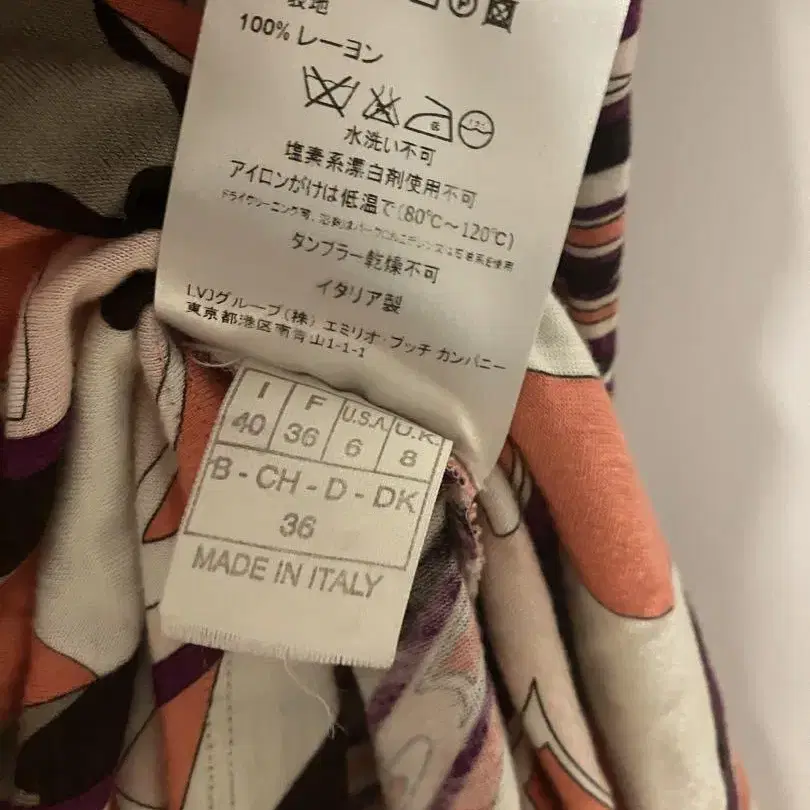 表地
100% レーヨン
水洗い不可
塩素系漂白剤使用不可
アイロンがけは低温で(80℃～120℃)
タンブラー乾燥不可
イタリア製
LVJグループ(株) エミリオ・プッチ カンパニー
東京都港区南青山1-1-1
I F U.S.A. U.K.
40 36 6 8
B - CH - D - DK
36
MADE IN ITALY